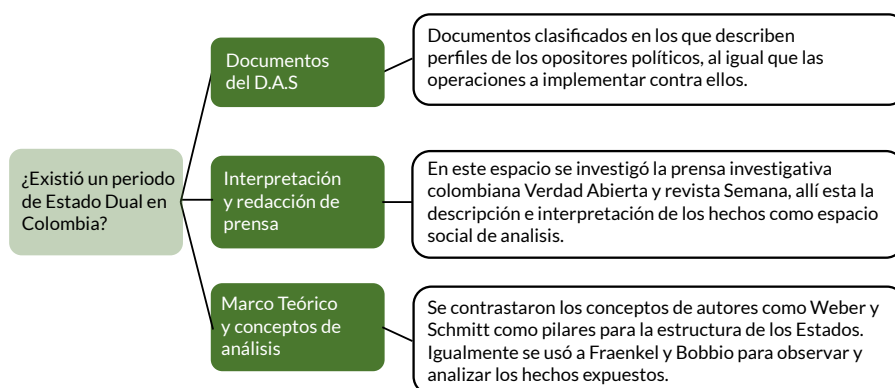 ¿Existió un periodo
de Estado Dual en
Colombia?
Documentos
del D.A.S
Documentos clasificados en los que describen
perfiles de los opositores políticos, al igual que las
operaciones a implementar contra ellos.
Interpretación
y redacción de
prensa
En este espacio se investigó la prensa investigativa
colombiana Verdad Abierta y revista Semana, allí esta la
descripción e interpretación de los hechos como espacio
social de analisis.
Marco Teórico
y conceptos de
análisis
Se contrastaron los conceptos de autores como Weber y
Schmitt como pilares para la estructura de los Estados.
Igualmente se usó a Fraenkel y Bobbio para observar y
analizar los hechos expuestos.